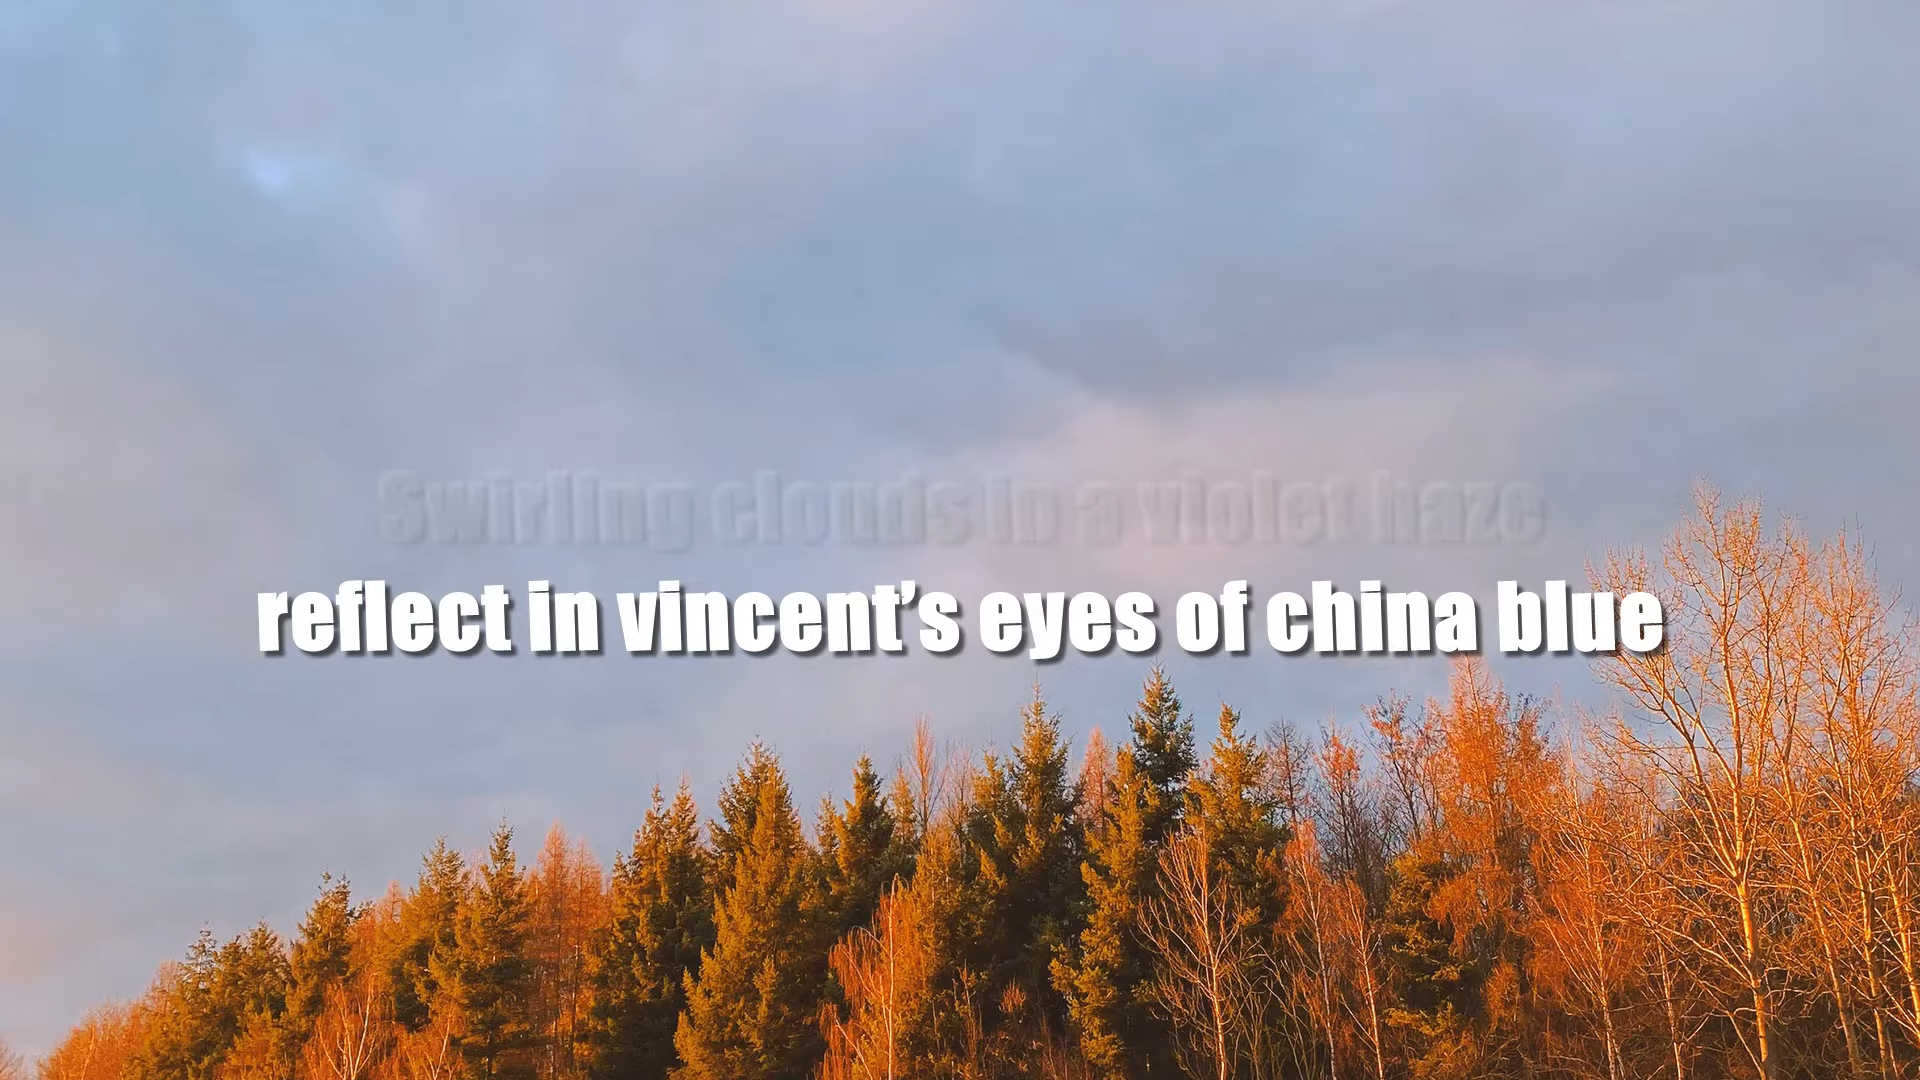 Swirling clouds in a violet haze
reflect in vincent’s eyes of china blue